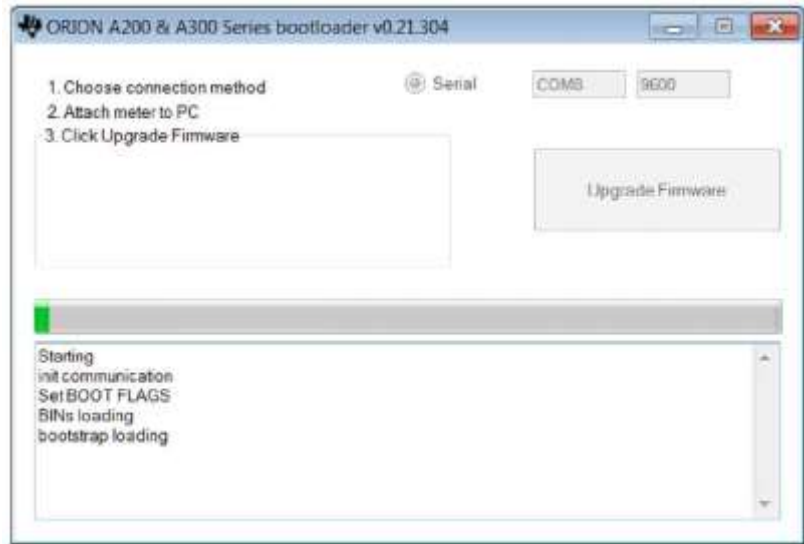 ORION A200 & A300 Series bootloader v0.21.304
1. Choose connection method
Serial
COM8
9600
2. Attach meter to PC
3. Click Upgrade Firmware
Upgrade Firmware
Starting
init communication
Set BOOT FLAGS
BINs loading
bootstrap loading